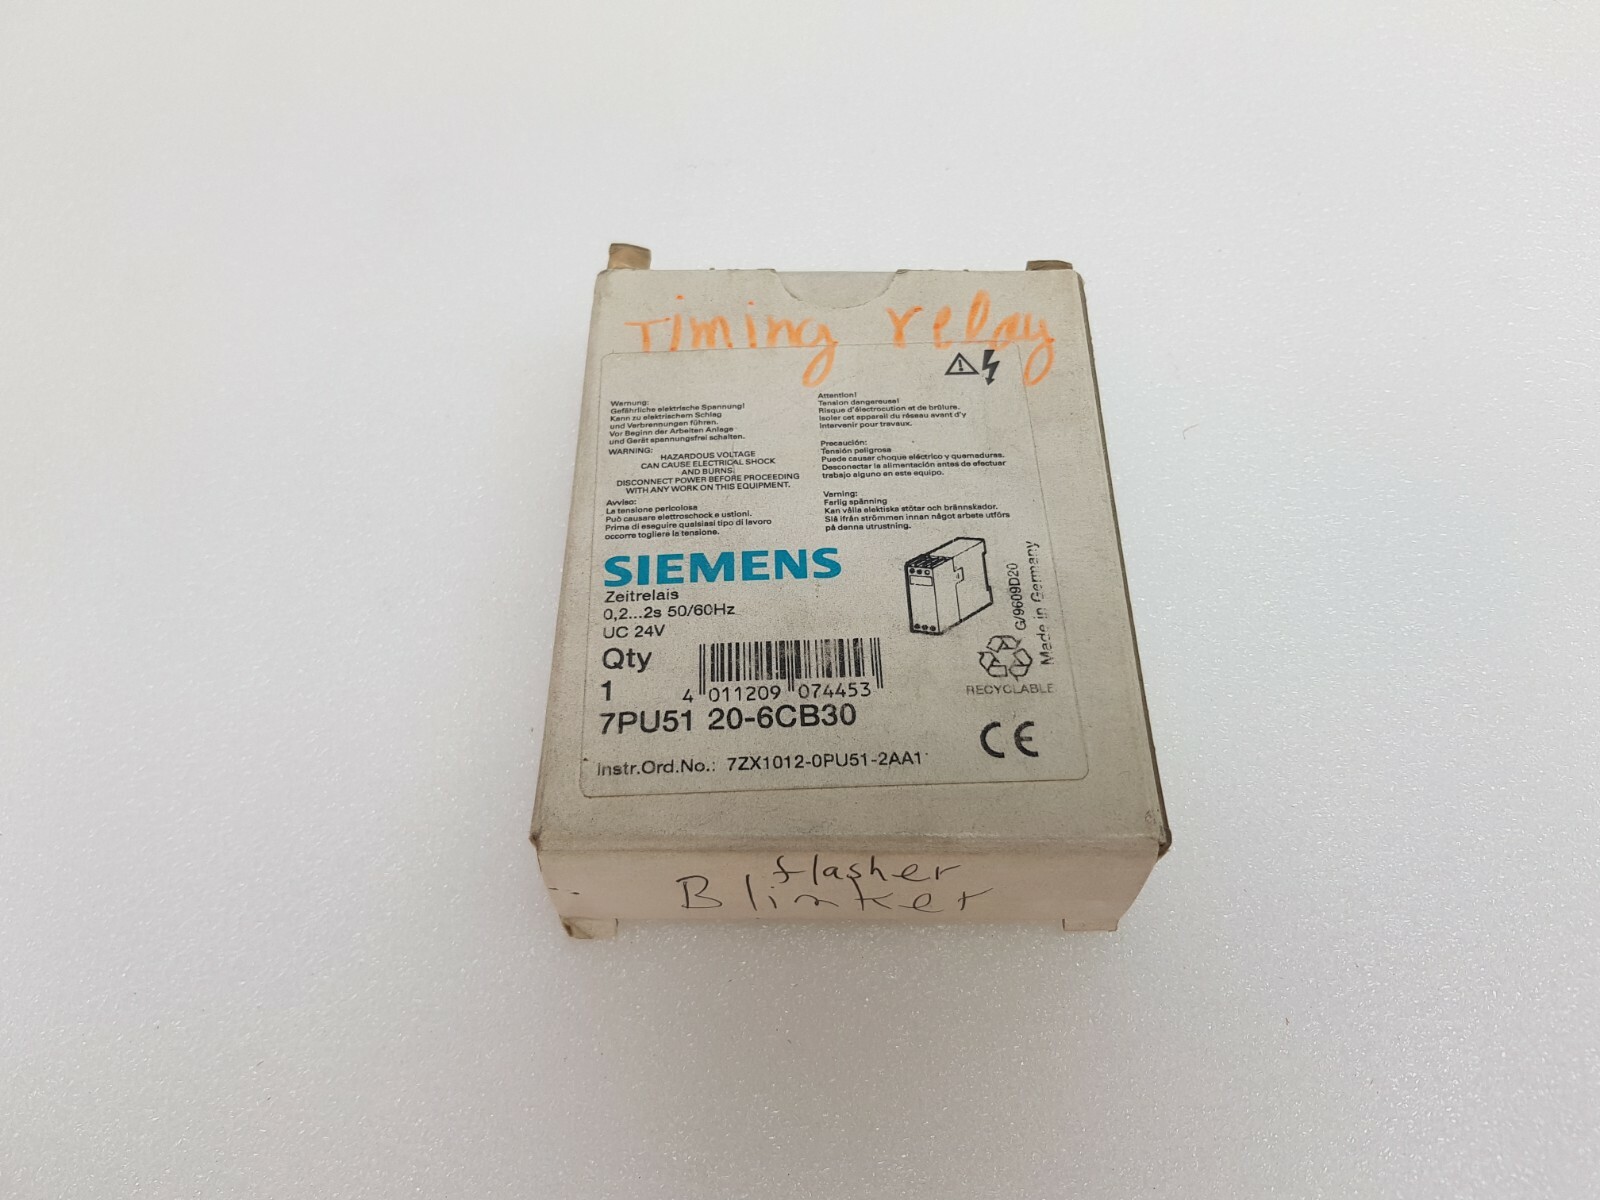 Timing relay
Warnung:
Gefährliche elektrische Spannung!
Kann zu elektrischem Schlag
und Verbrennungen führen.
Vor Beginn der Arbeiten Anlage
und Gerät spannungsfrei schalten.
WARNING:
HAZARDOUS VOLTAGE
CAN CAUSE ELECTRICAL SHOCK
AND BURNS.
DISCONNECT POWER BEFORE PROCEEDING
WITH ANY WORK ON THIS EQUIPMENT.
Avviso:
La tensione pericolosa
Può causare elettroschock e ustioni.
Prima di eseguire qualsiasi tipo di lavoro
occorre togliere la tensione.
Attention!
Tension dangereuse!
Risque d'électrocution et de brûlure.
Isoler cet appareil du réseau avant d'y
intervenir pour travaux.
Precaución:
Tensión peligrosa
Puede causar choque eléctrico y quemaduras.
Desconectar la alimentación antes de efectuar
trabajo alguno en este equipo.
Varning:
Farlig spänning
Kan vålla elektiska stötar och brännskador.
Slå ifrån strömmen innan något arbete utförs
på denna utrustning.
SIEMENS
Zeitrelais
0,2...2s 50/60Hz
UC 24V
Qty
1
4 011209 074453
7PU51 20-6CB30
Instr.Ord.No.: 7ZX1012-0PU51-2AA1
G/9609D20
Made in Germany
RECYCLABLE
CE
flasher
Blinker